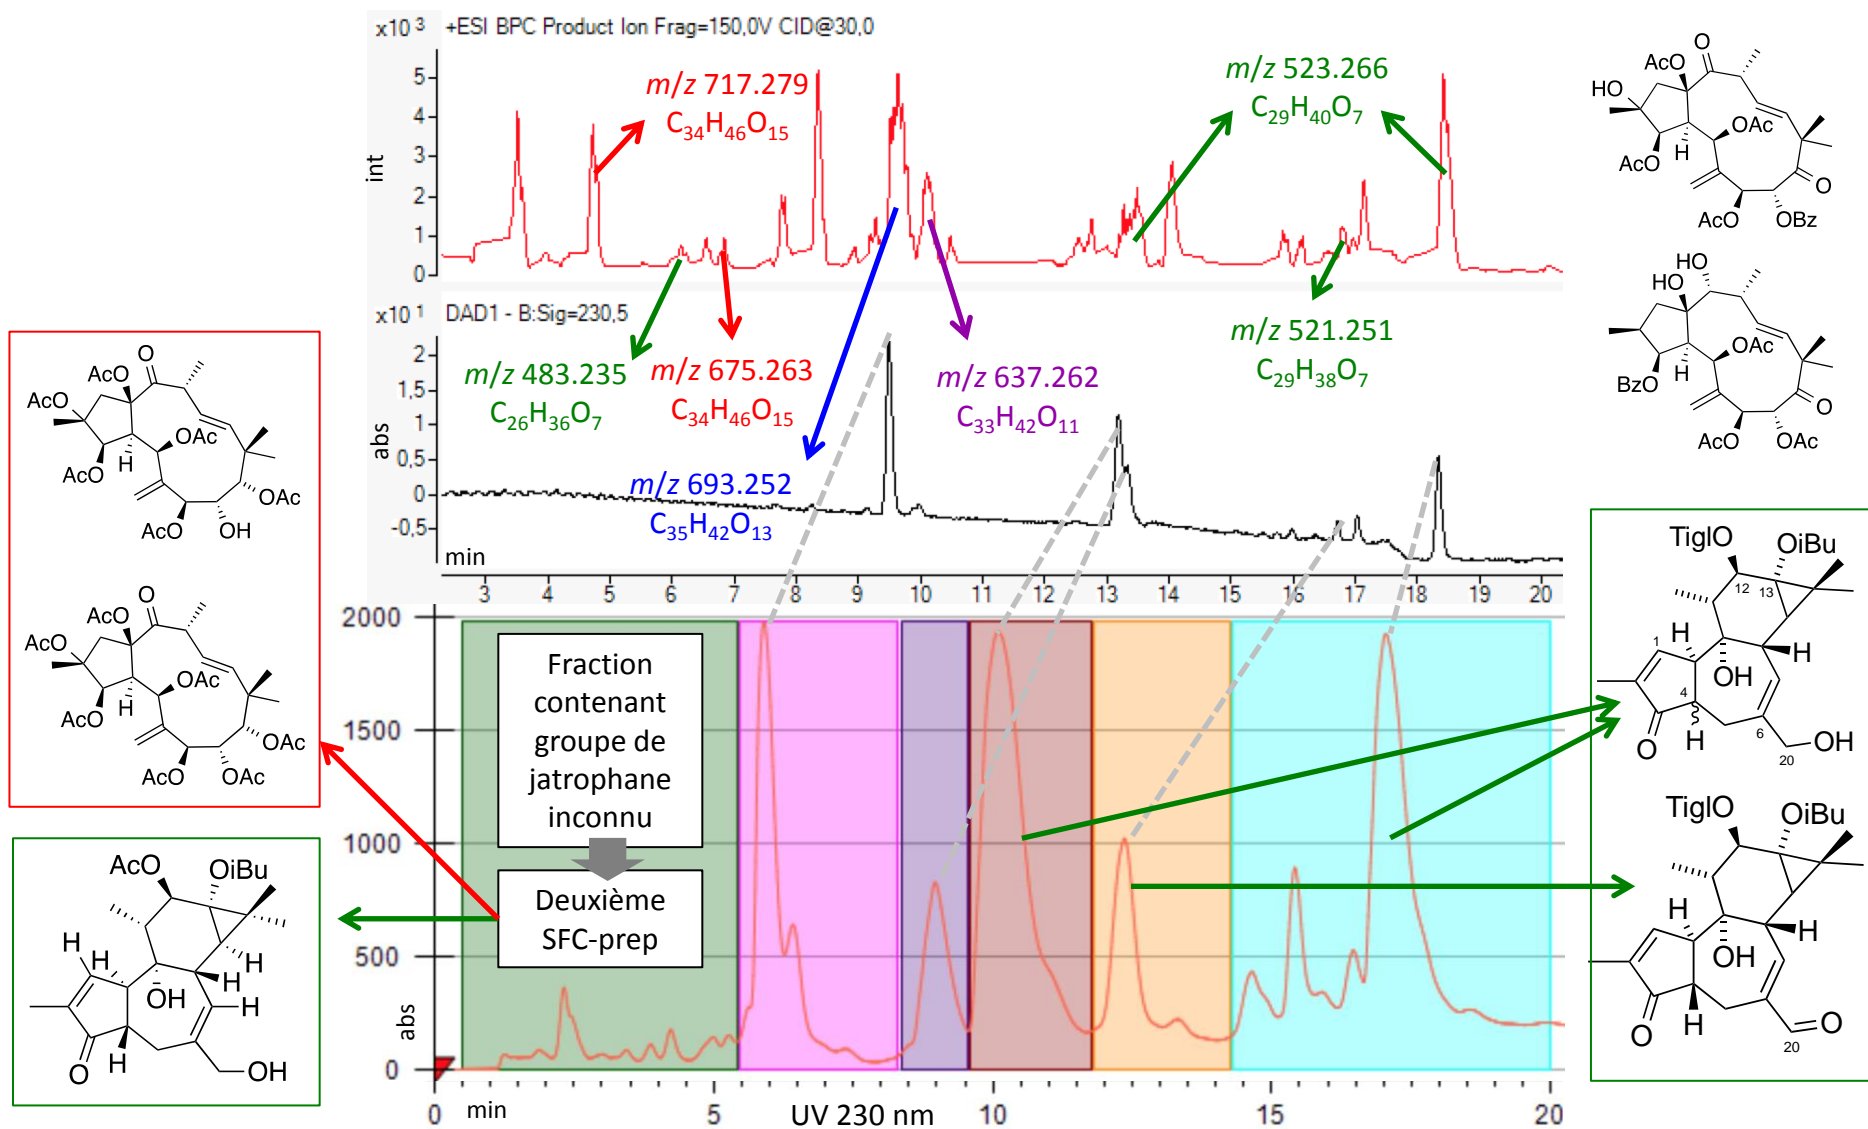 x10 3 +ESI BPC Product Ion Frag=150,0V CID@30,0
5
4
3
2
1
0
int
m/z 717.279
C34H46O15
m/z 523.266
C29H40O7
x10 1 DAD1 - B:Sig=230,5
2
1,5
1
0,5
0
-0,5
abs
min
m/z 483.235
C26H36O7
m/z 675.263
C34H46O15
m/z 693.252
C35H42O13
m/z 637.262
C33H42O11
m/z 521.251
C29H38O7
3 4 5 6 7 8 9 10 11 12 13 14 15 16 17 18 19 20
2000
1500
1000
500
0
abs
Fraction
contenant
groupe de
jatrophane
inconnu
Deuxième
SFC-prep
0 min 5 UV 230 nm 10 15 20
O
AcO
AcO
OAc
AcO
H
OAc
AcO
OH
O
AcO
AcO
OAc
AcO
H
OAc
AcO
OAc
AcO
OiBu
H
H
H
H
H
OH
O
H
OH
O
AcO
HO
OAc
AcO
H
O
AcO
OBz
HO
HO
OAc
BzO
H
O
AcO
OAc
TiglO
OiBu
12
13
1
H
H
OH
4
O
H
6
OH
20
TiglO
OiBu
H
H
OH
O
H
O
20